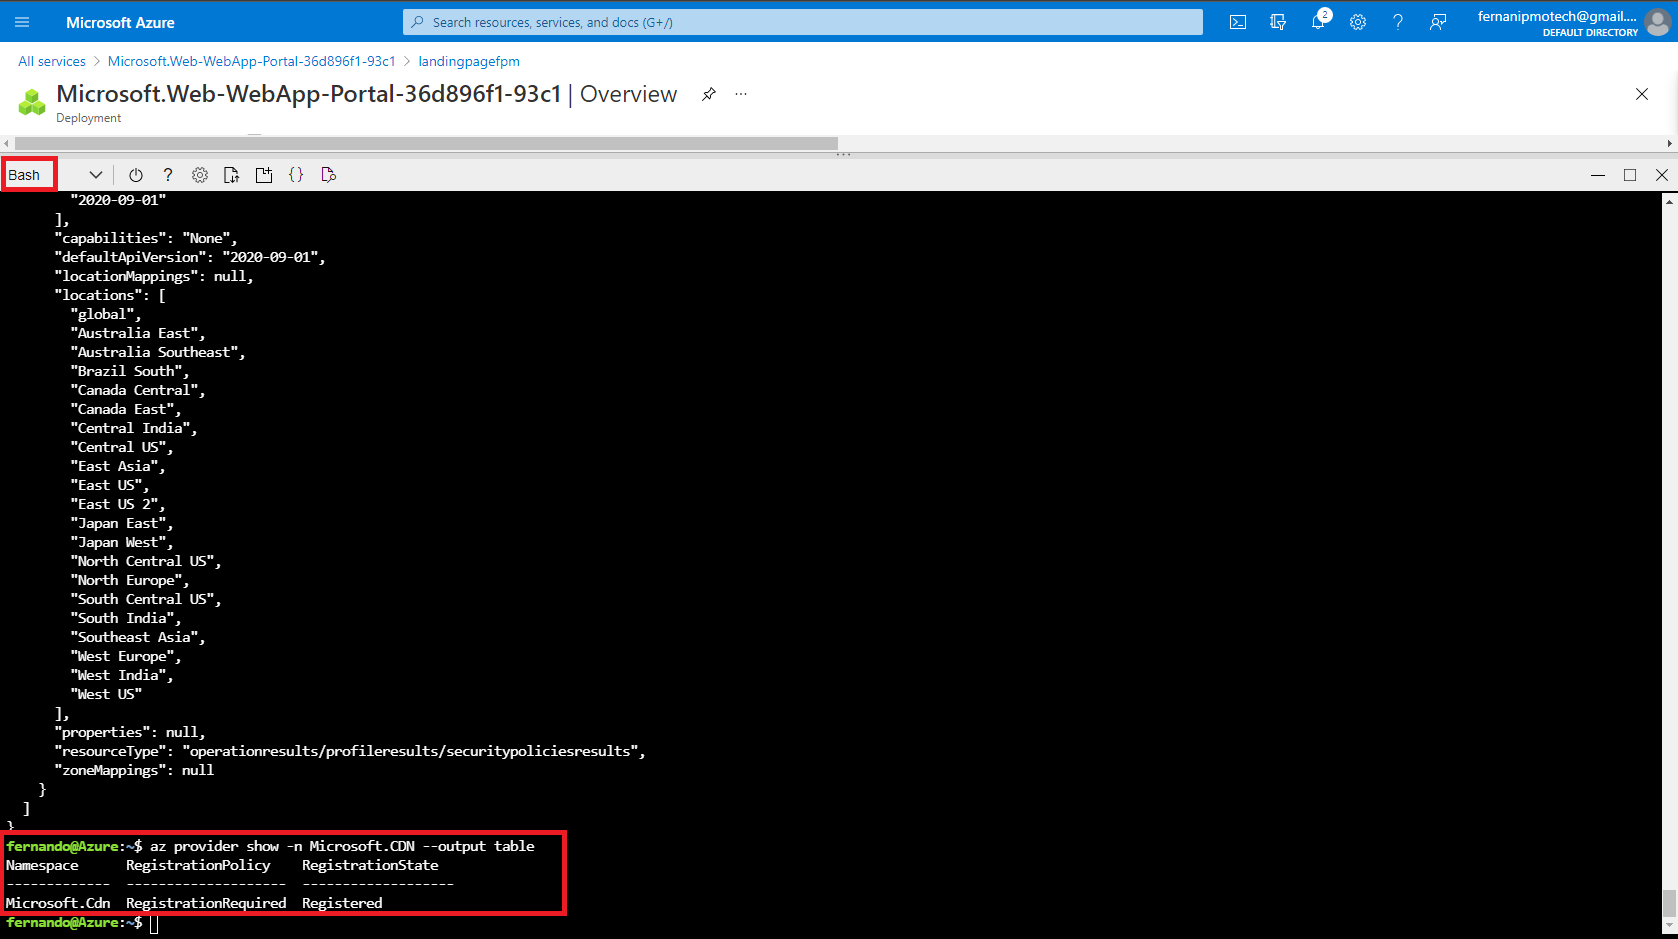 Microsoft Azure
Search resources, services, and docs (G+/)
2
fernanipmotech@gmail....
DEFAULT DIRECTORY
All services > Microsoft.Web-WebApp-Portal-36d896f1-93c1 > landingpagefpm
Microsoft.Web-WebApp-Portal-36d896f1-93c1 | Overview
Deployment
Bash
"2020-09-01"
],
"capabilities": "None",
"defaultApiVersion": "2020-09-01",
"locationMappings": null,
"locations": [
"global",
"Australia East",
"Australia Southeast",
"Brazil South",
"Canada Central",
"Canada East",
"Central India",
"Central US",
"East Asia",
"East US",
"East US 2",
"Japan East",
"Japan West",
"North Central US",
"North Europe",
"South Central US",
"South India",
"Southeast Asia",
"West Europe",
"West India",
"West US"
],
"properties": null,
"resourceType": "operationresults/profileresults/securitypoliciesresults",
"zoneMappings": null
}
]
}
fernando@Azure:~$ az provider show -n Microsoft.CDN --output table
Namespace RegistrationPolicy RegistrationState
------------- -------------------- -------------------
Microsoft.Cdn RegistrationRequired Registered
fernando@Azure:~$